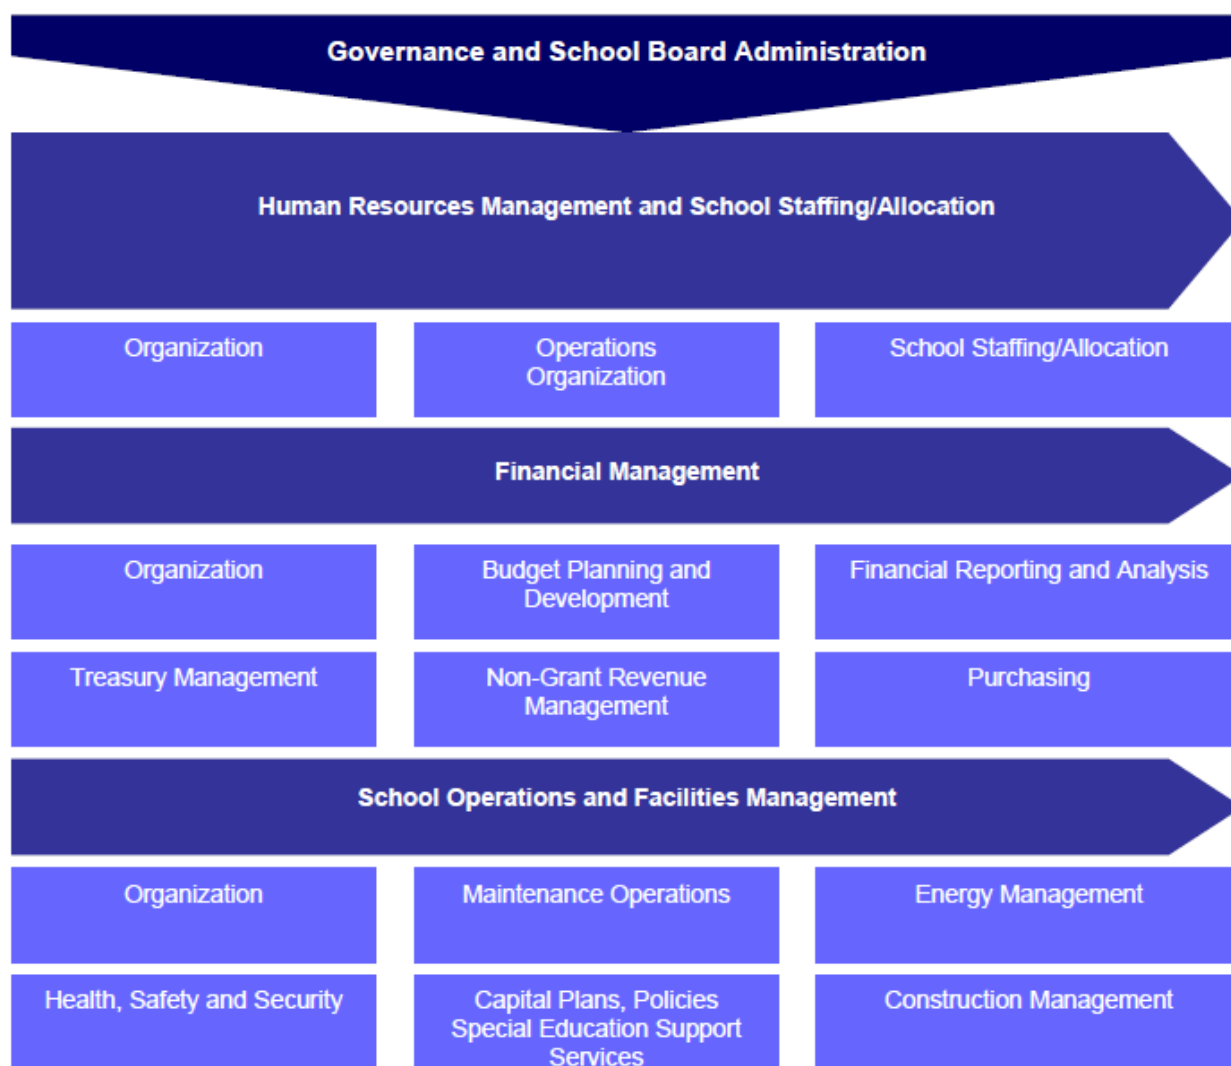 Governance and School Board Administration
Human Resources Management and School Staffing/Allocation
Organization
Operations
Organization
School Staffing/Allocation
Financial Management
Organization
Budget Planning and
Development
Financial Reporting and Analysis
Treasury Management
Non-Grant Revenue
Management
Purchasing
School Operations and Facilities Management
Organization
Maintenance Operations
Energy Management
Health, Safety and Security
Capital Plans, Policies
Special Education Support
Services
Construction Management